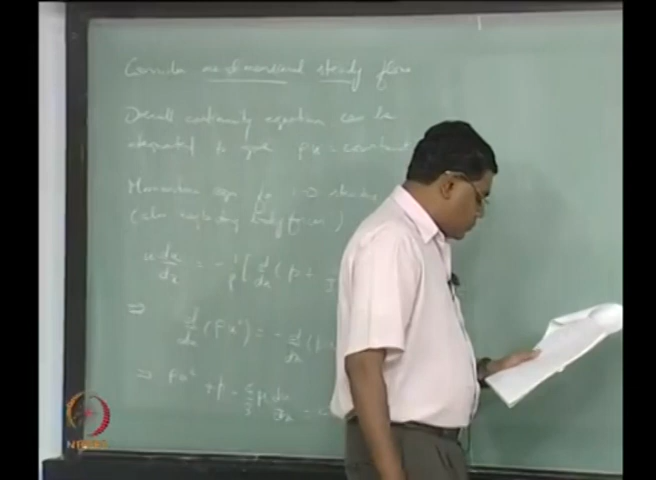 Consider one-dimensional steady flow
Overall continuity equation can be
integrated to give ρu = constant
Momentum eqn for 1-D steady
(also neglecting body forces)
u du/dx = - 1/ρ [ d/dx ( p +
⇒ d/dx (ρu²) = - d/dx (p
⇒ ρu² + p - 4/3 μ du/dx =